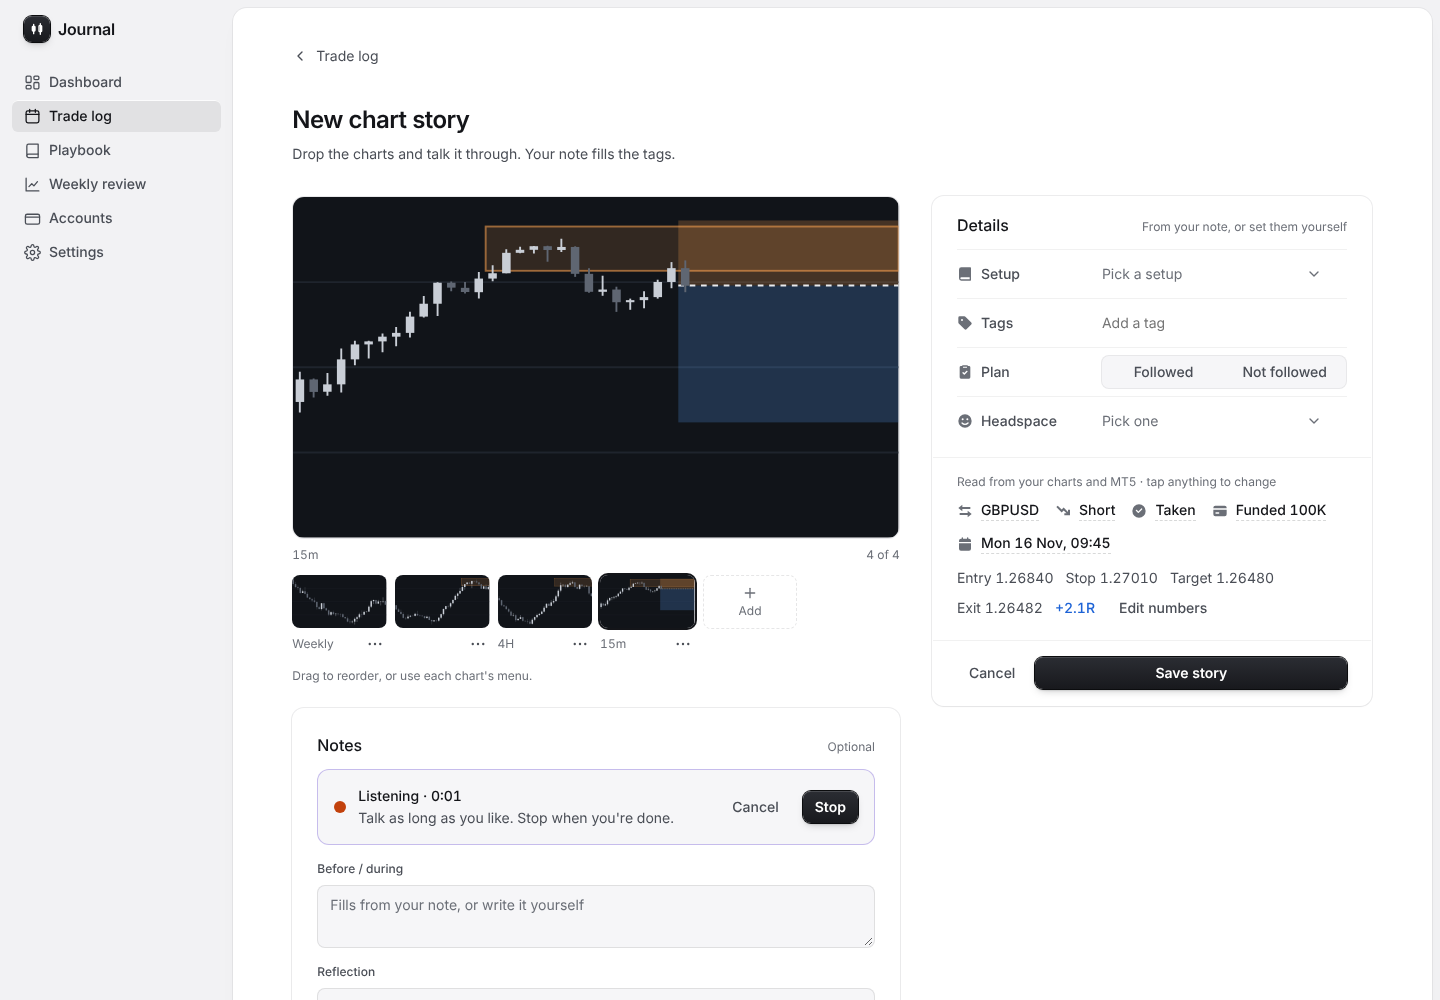 Journal
Dashboard
Trade log
Playbook
Weekly review
Accounts
Settings
Trade log
New chart story
Drop the charts and talk it through. Your note fills the tags.
15m
4 of 4
Add
Weekly
4H
15m
Drag to reorder, or use each chart's menu.
Notes
Optional
Listening · 0:01
Talk as long as you like. Stop when you're done.
Cancel
Stop
Before / during
Fills from your note, or write it yourself
Reflection
Details
From your note, or set them yourself
Setup
Pick a setup
Tags
Add a tag
Plan
Followed
Not followed
Headspace
Pick one
Read from your charts and MT5 · tap anything to change
GBPUSD
Short
Taken
Funded 100K
Mon 16 Nov, 09:45
Entry 1.26840 Stop 1.27010 Target 1.26480
Exit 1.26482 +2.1R Edit numbers
Cancel
Save story